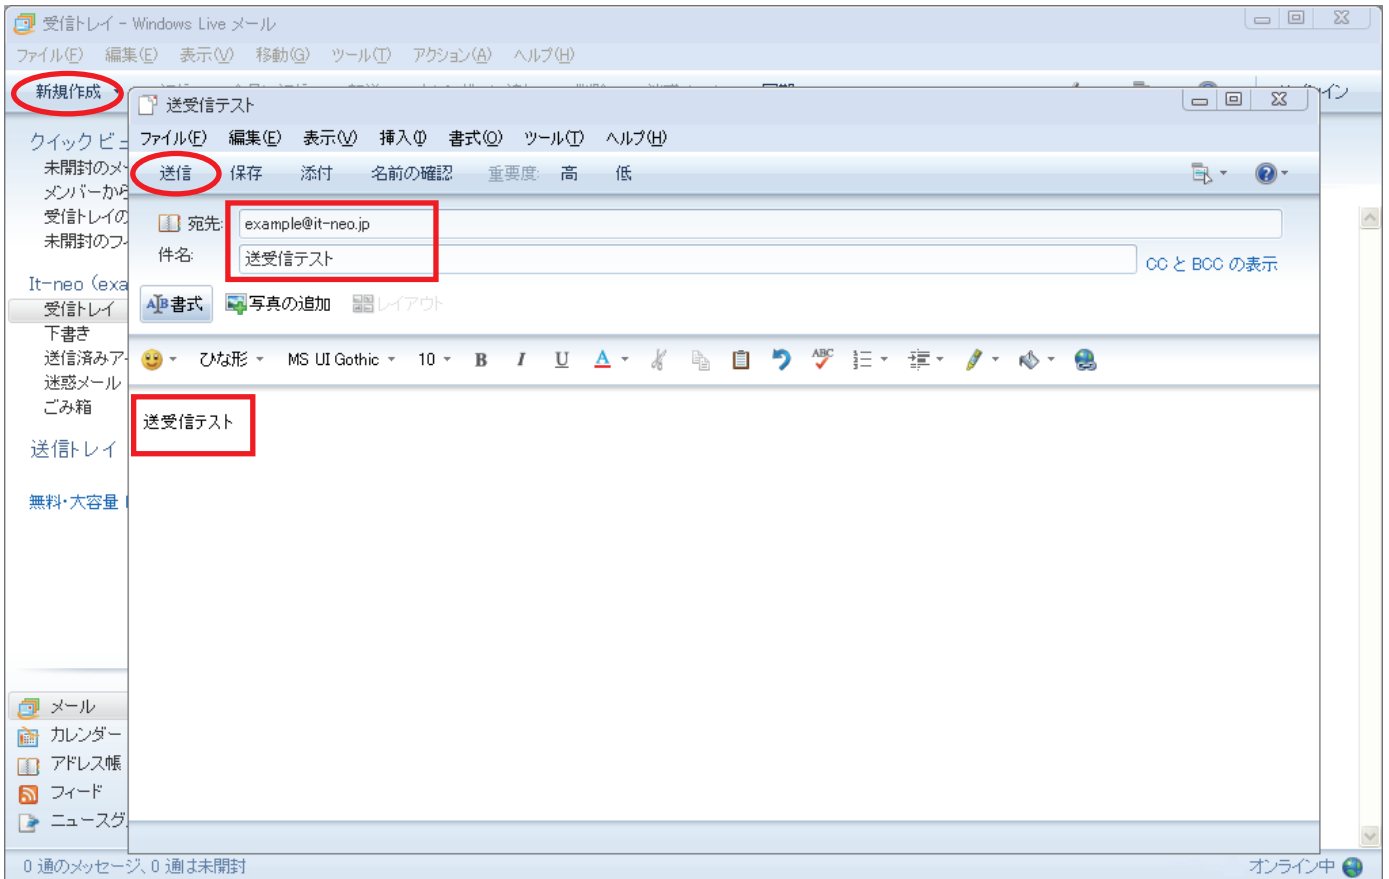 受信トレイ - Windows Live メール
ファイル(F) 編集(E) 表示(V) 移動(G) ツール(T) アクション(A) ヘルプ(H)
新規作成
イン
送受信テスト
ファイル(F) 編集(E) 表示(V) 挿入(I) 書式(O) ツール(T) ヘルプ(H)
送信 保存 添付 名前の確認 重要度: 高 低
宛先: example@it-neo.jp
件名: 送受信テスト
CC と BCC の表示
書式 写真の追加 レイアウト
ひな形 MS UI Gothic 10 B I U A ABC
送受信テスト
クイック ビュ
未開封のメ
メンバーから
受信トレイの
未開封のフィ
It-neo (exa
受信トレイ
下書き
送信済みア
迷惑メール
ごみ箱
送信トレイ
無料・大容量
メール
カレンダー
アドレス帳
フィード
ニュースグ
0 通のメッセージ、0 通は未開封
オンライン中